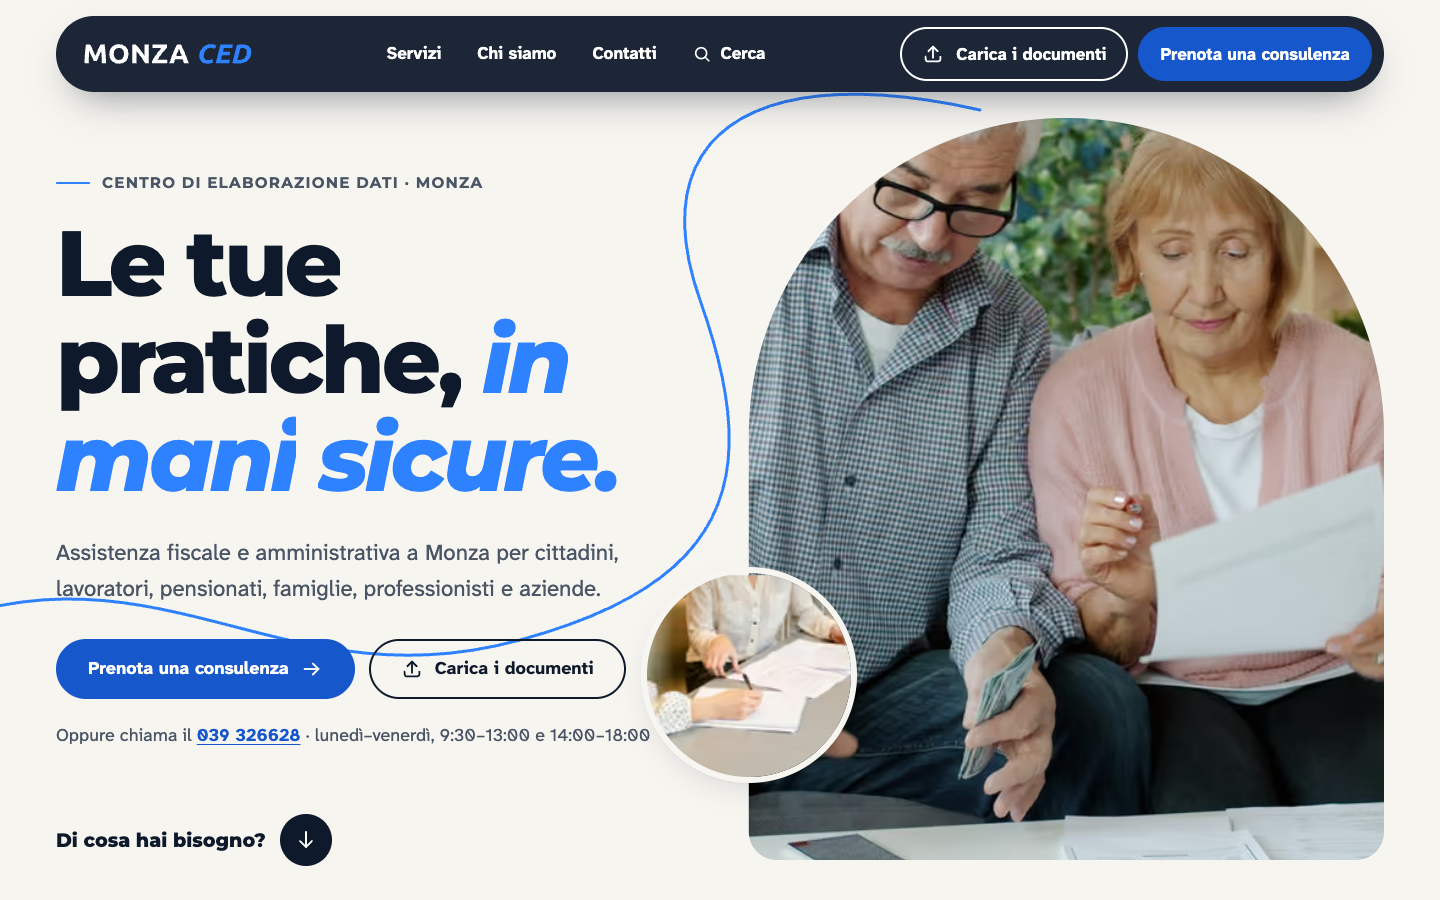 MONZA CED
Servizi
Chi siamo
Contatti
Cerca
Carica i documenti
Prenota una consulenza
CENTRO DI ELABORAZIONE DATI · MONZA
Le tue
pratiche, in
mani sicure.
Assistenza fiscale e amministrativa a Monza per cittadini,
lavoratori, pensionati, famiglie, professionisti e aziende.
Prenota una consulenza
Carica i documenti
Oppure chiama il 039 326628 · lunedì–venerdì, 9:30–13:00 e 14:00–18:00
Di cosa hai bisogno?